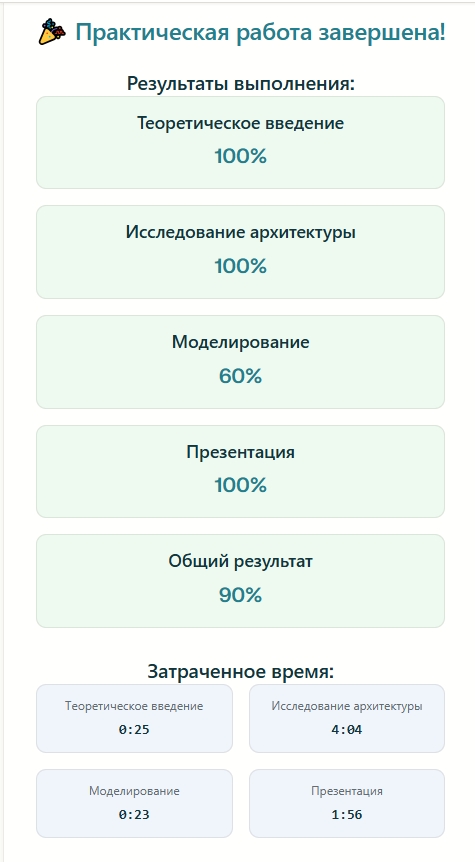 Практическая работа завершена!
Результаты выполнения:
Теоретическое введение
100%
Исследование архитектуры
100%
Моделирование
60%
Презентация
100%
Общий результат
90%
Затраченное время:
Теоретическое введение
0:25
Исследование архитектуры
4:04
Моделирование
0:23
Презентация
1:56